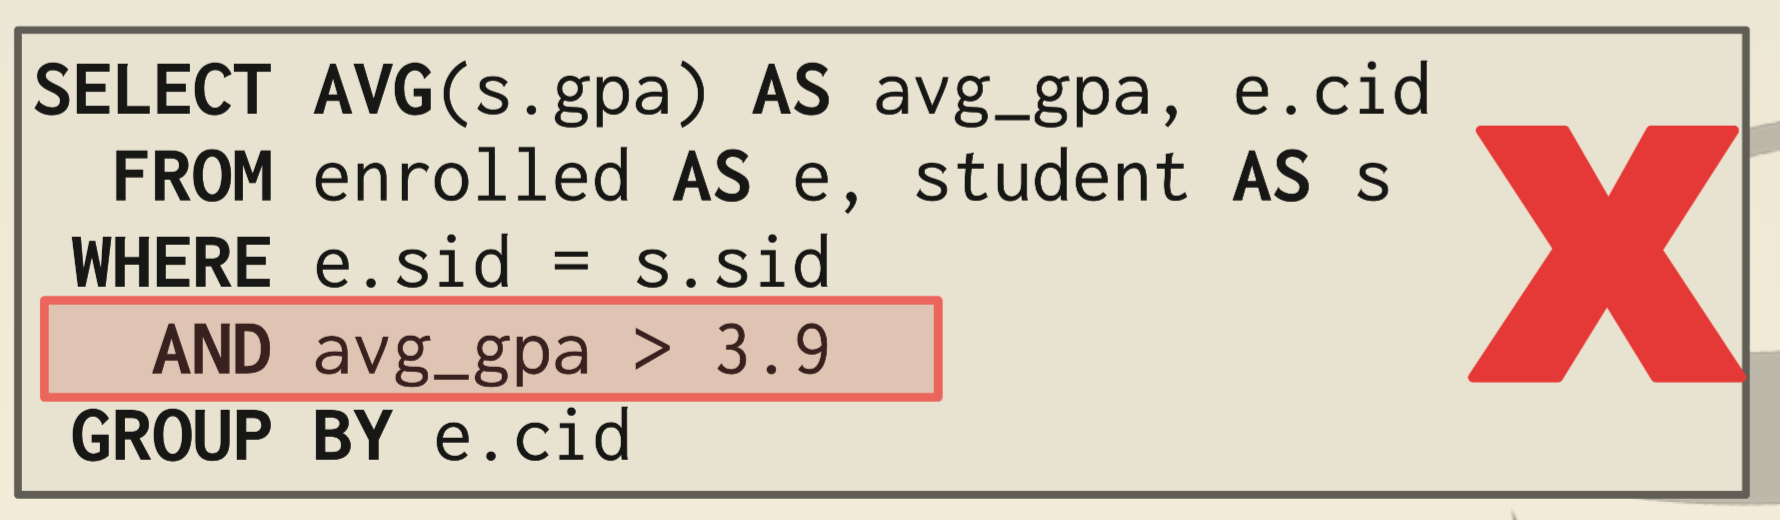 SELECT AVG(s.gpa) AS avg_gpa, e.cid
FROM enrolled AS e, student AS s
WHERE e.sid = s.sid
AND avg_gpa > 3.9
GROUP BY e.cid